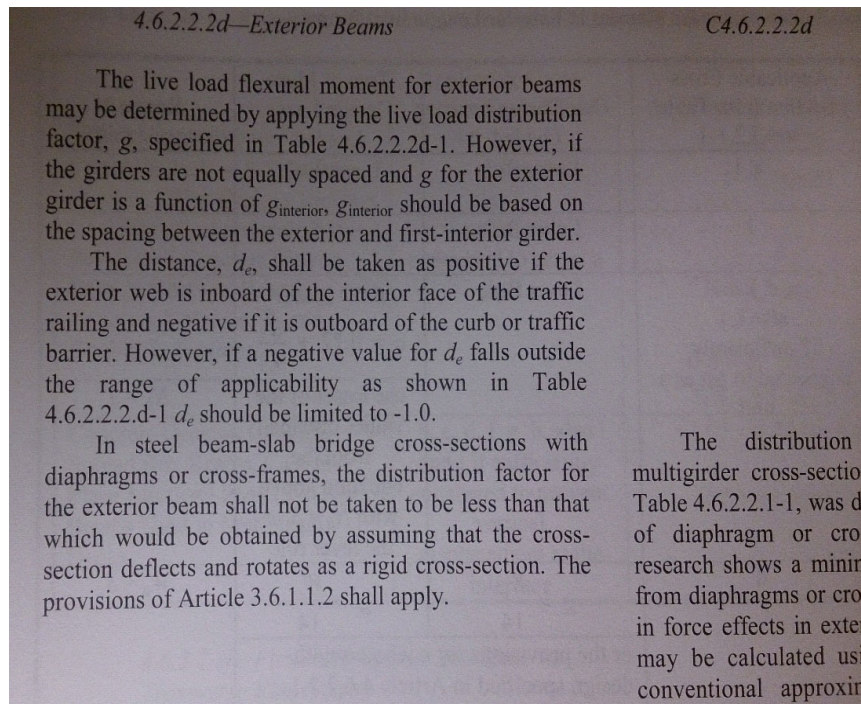 4.6.2.2.2d—Exterior Beams
The live load flexural moment for exterior beams
may be determined by applying the live load distribution
factor, g, specified in Table 4.6.2.2.2d-1. However, if
the girders are not equally spaced and g for the exterior
girder is a function of ginterior, ginterior should be based on
the spacing between the exterior and first-interior girder.
The distance, de, shall be taken as positive if the
exterior web is inboard of the interior face of the traffic
railing and negative if it is outboard of the curb or traffic
barrier. However, if a negative value for de falls outside
the range of applicability as shown in Table
4.6.2.2.2.d-1 de should be limited to -1.0.
In steel beam-slab bridge cross-sections with
diaphragms or cross-frames, the distribution factor for
the exterior beam shall not be taken to be less than that
which would be obtained by assuming that the cross-
section deflects and rotates as a rigid cross-section. The
provisions of Article 3.6.1.1.2 shall apply.
C4.6.2.2.2d
The distribution
multigirder cross-sectio
Table 4.6.2.2.1-1, was d
of diaphragm or cro
research shows a minir
from diaphragms or cro
in force effects in exte
may be calculated usi
conventional approxir